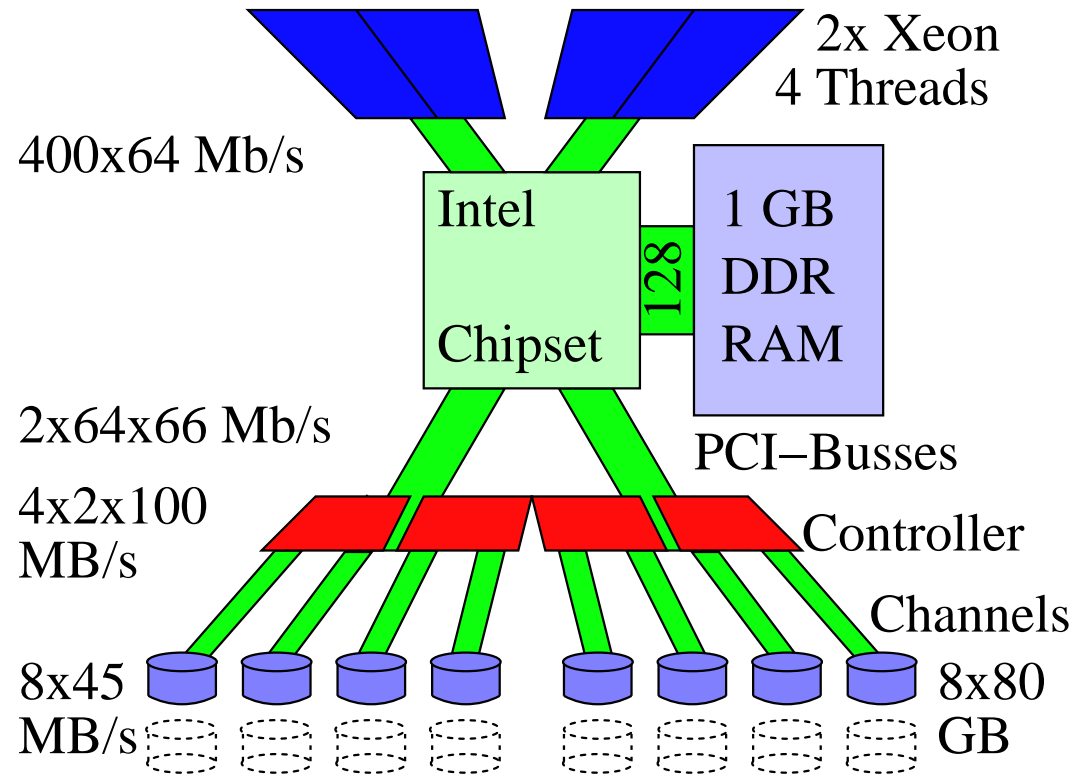 2x Xeon
4 Threads
400x64 Mb/s
Intel
Chipset
128
1 GB
DDR
RAM
2x64x66 Mb/s
PCI–Busses
4x2x100
MB/s
Controller
Channels
8x45
MB/s
8x80
GB